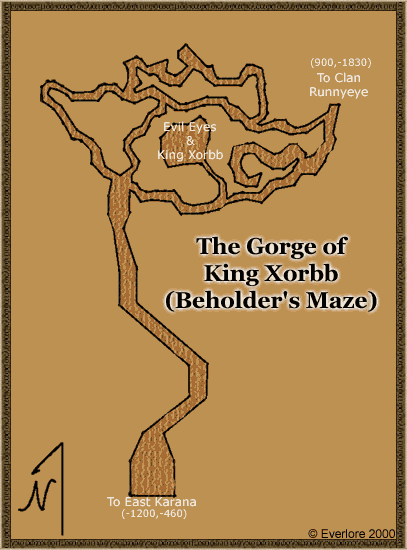 (900,-1830)
To Clan
Runnyeye
Evil Eyes
&
King Xorbb
The Gorge of
King Xorbb
(Beholder's Maze)
To East Karana
(-1200,-460)
N
© Everlore 2000